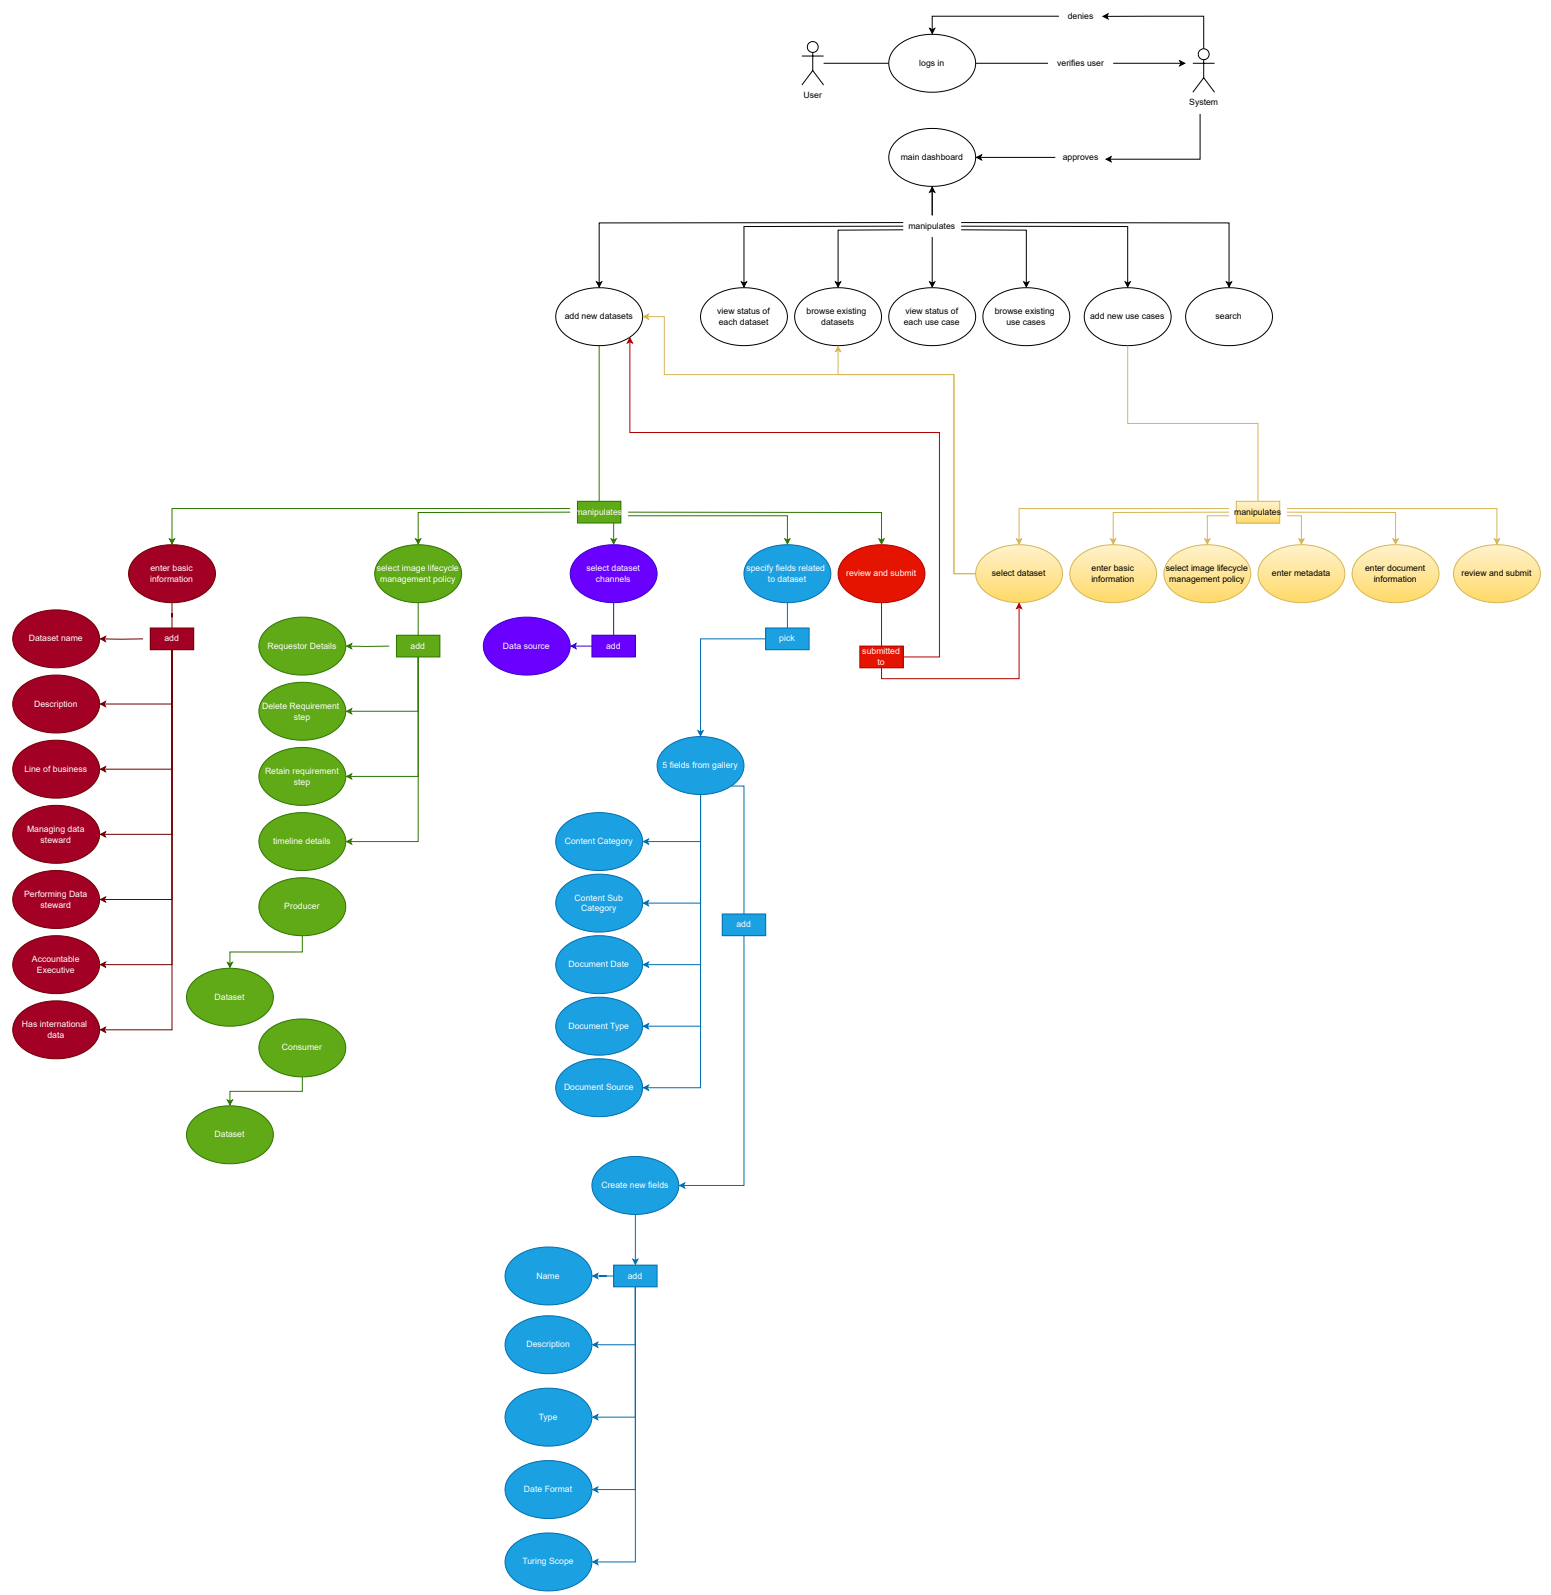 denies
logs in
verifies user
User
System
main dashboard
approves
manipulates
add new datasets
view status of
each dataset
browse existing
datasets
view status of
each use case
browse existing
use cases
add new use cases
search
manipulates
manipulates
enter basic
information
select image lifecycle
management policy
select dataset
channels
specify fields related
to dataset
review and submit
select dataset
enter basic
information
select image lifecycle
management policy
enter metadata
enter document
information
review and submit
Dataset name
add
Requestor Details
add
Data source
add
pick
submitted
to
Description
Delete Requirement
step
Line of business
Retain requirement
step
5 fields from gallery
Managing data
steward
timeline details
Content Category
Performing Data
steward
Producer
Content Sub
Category
add
Accountable
Executive
Document Date
Dataset
Has international
data
Document Type
Consumer
Document Source
Dataset
Create new fields
Name
add
Description
Type
Date Format
Turing Scope